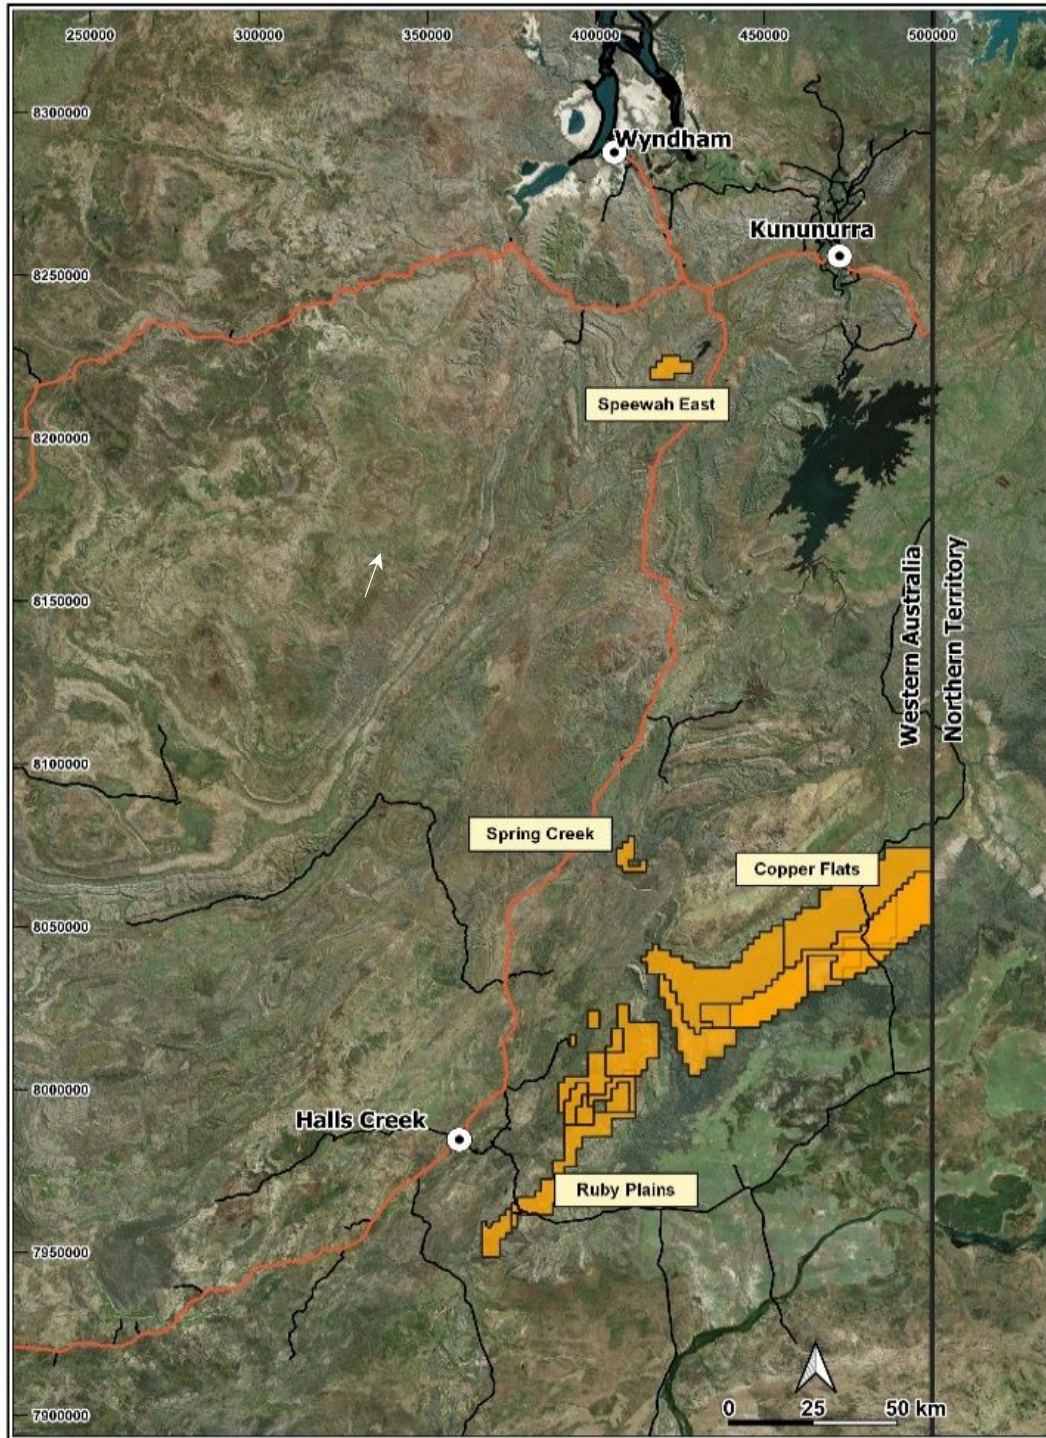 250000 300000 350000 400000 450000 500000
8300000
Wyndham
Kununurra
8250000
Speewah East
8200000
8150000
Western Australia
Northern Territory
8100000
Spring Creek
Copper Flats
8050000
8000000
Halls Creek
Ruby Plains
7950000
0 25 50 km
7900000